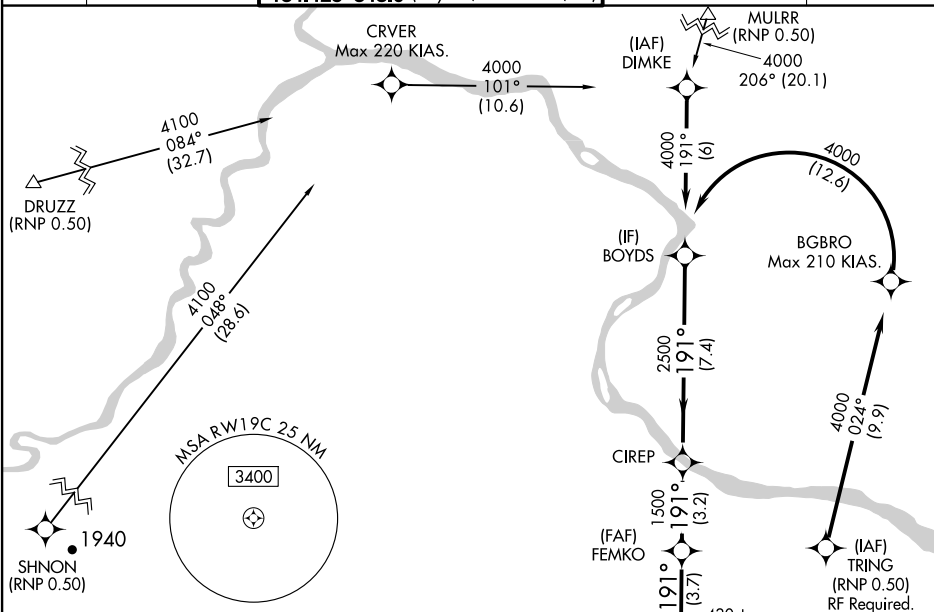 CRVER
Max 220 KIAS.
4000
101°
(10.6)
(IAF)
DIMKE
MULRR
(RNP 0.50)
4000
206° (20.1)
4100
084°
(32.7)
DRUZZ
(RNP 0.50)
4000
191°
(6)
4000
(12.6)
(IF)
BOYDS
BGBRO
Max 210 KIAS.
4100
048°
(28.6)
2500
191°
(7.4)
4000
024°
(9.9)
MSA RW19C 25 NM
3400
CIREP
1500
191°
(3.2)
1940
SHNON
(RNP 0.50)
(FAF)
FEMKO
191°
(3.7)
(IAF)
TRING
(RNP 0.50)
RF Required.